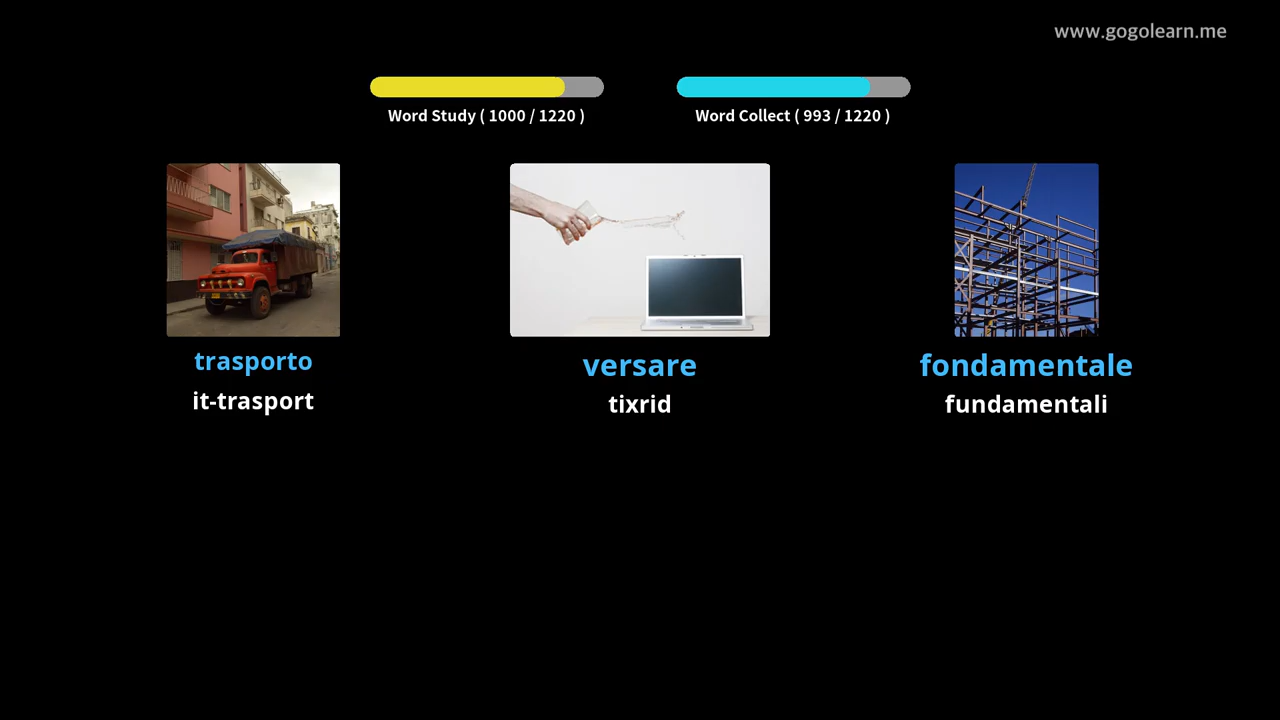 www.gogolearn.me
Word Study ( 1000 / 1220 )
Word Collect ( 993 / 1220 )
trasporto
it-trasport
versare
tixrid
fondamentale
fundamentali